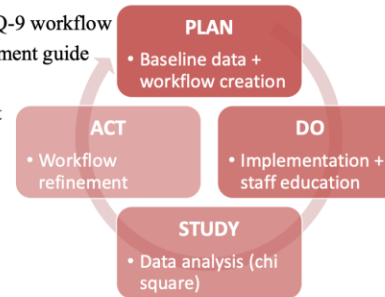 Q-9 workflow
ment guide
t
PLAN
• Baseline data +
workflow creation
DO
• Implementation +
staff education
STUDY
• Data analysis (chi
square)
ACT
• Workflow
refinement